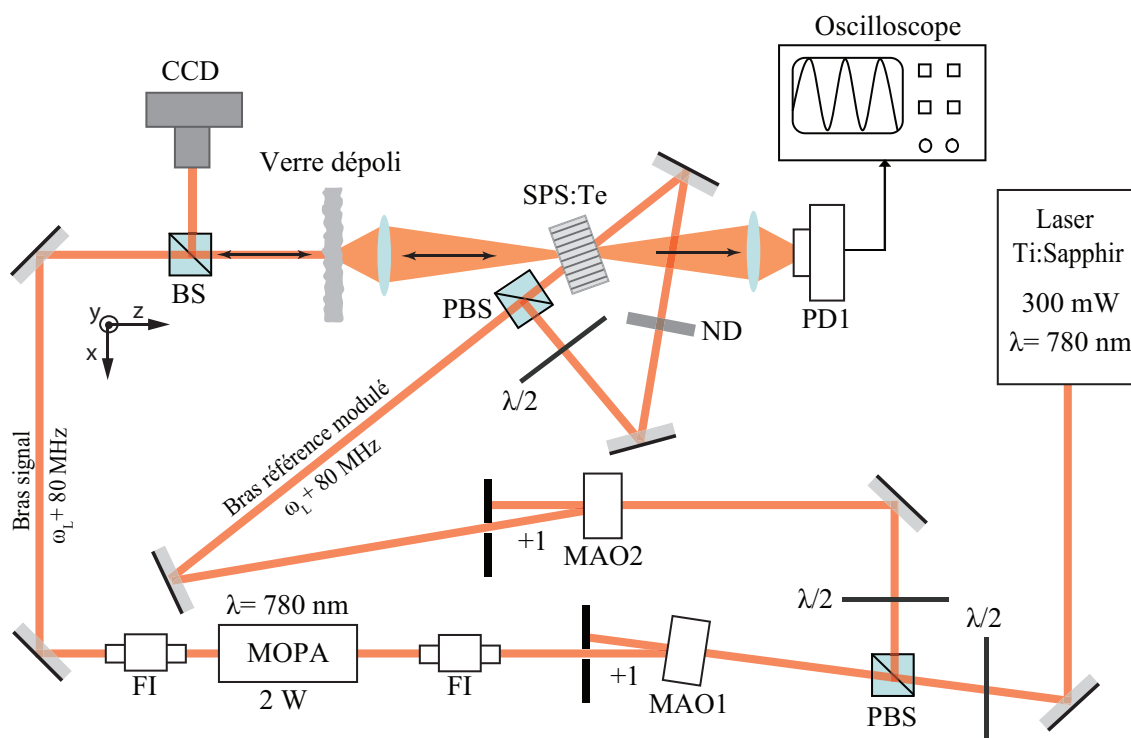 Oscilloscope
CCD
Verre dépoli
SPS:Te
Laser
Ti:Sapphir
300 mW
λ= 780 nm
BS
PBS
PD1
ND
y
z
x
λ/2
Bras référence modulé
ω_L + 80 MHz
Bras signal
ω_L + 80 MHz
+1
MAO2
λ/2
λ/2
λ= 780 nm
MOPA
2 W
FI
FI
+1
MAO1
PBS